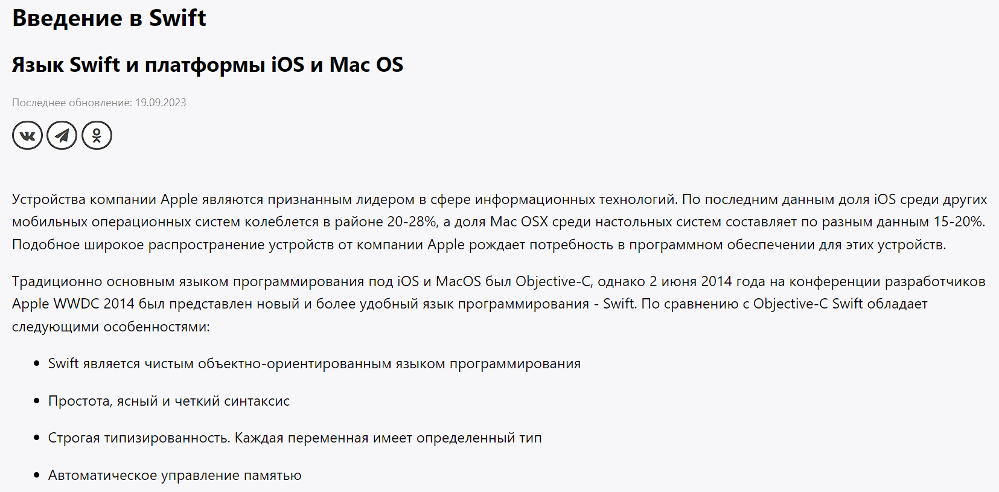 Введение в Swift
Язык Swift и платформы iOS и Mac OS
Последнее обновление: 19.09.2023
Устройства компании Apple являются признанным лидером в сфере информационных технологий. По последним данным доля iOS среди других
мобильных операционных систем колеблется в районе 20-28%, а доля Mac OSX среди настольных систем составляет по разным данным 15-20%.
Подобное широкое распространение устройств от компании Apple рождает потребность в программном обеспечении для этих устройств.
Традиционно основным языком программирования под iOS и MacOS был Objective-C, однако 2 июня 2014 года на конференции разработчиков
Apple WWDC 2014 был представлен новый и более удобный язык программирования - Swift. По сравнению с Objective-C Swift обладает
следующими особенностями:
• Swift является чистым объектно-ориентированным языком программирования
• Простота, ясный и четкий синтаксис
• Строгая типизированность. Каждая переменная имеет определенный тип
• Автоматическое управление памятью